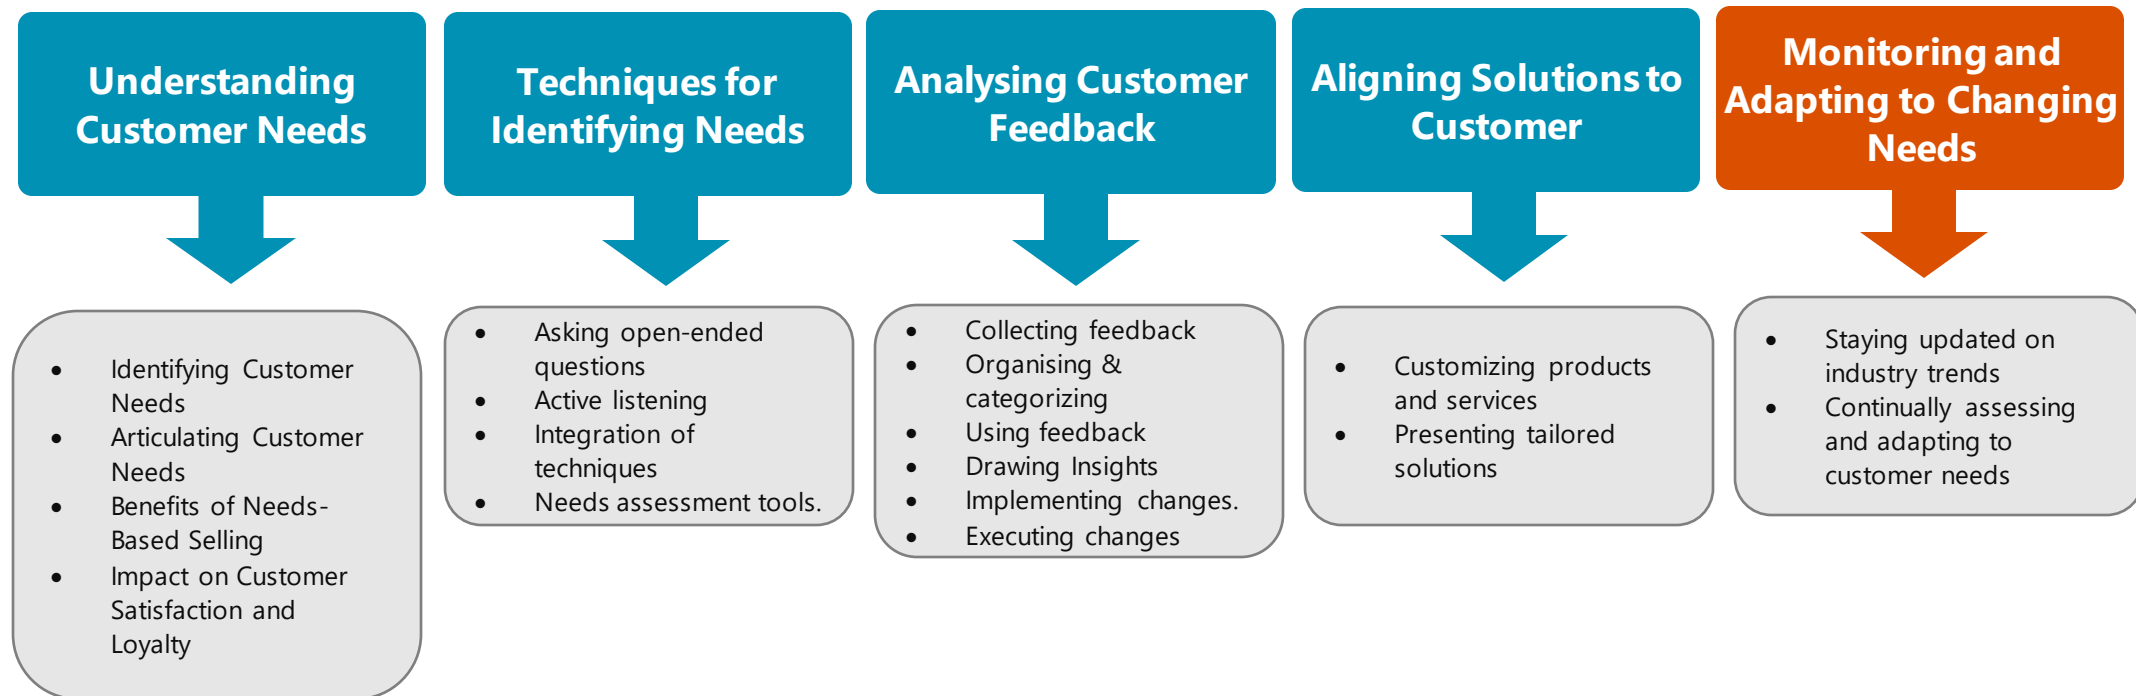 Understanding
Customer Needs
Techniques for
Identifying Needs
Analysing Customer
Feedback
Aligning Solutions to
Customer
Monitoring and
Adapting to Changing
Needs
• Identifying Customer
Needs
• Articulating Customer
Needs
• Benefits of Needs-
Based Selling
• Impact on Customer
Satisfaction and
Loyalty
• Asking open-ended
questions
• Active listening
• Integration of
techniques
• Needs assessment tools.
• Collecting feedback
• Organising &
categorizing
• Using feedback
• Drawing Insights
• Implementing changes.
• Executing changes
• Customizing products
and services
• Presenting tailored
solutions
• Staying updated on
industry trends
• Continually assessing
and adapting to
customer needs